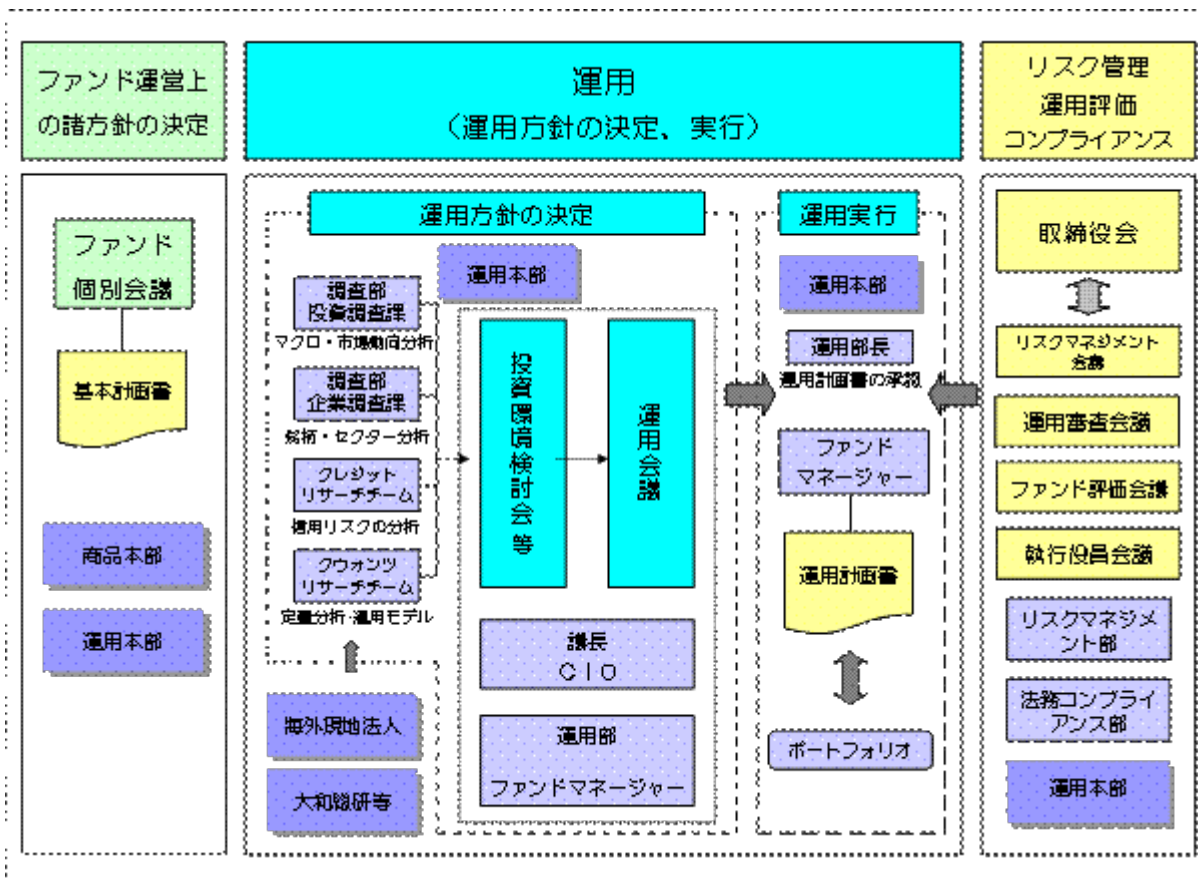 ファンド運営上
の諸方針の決定
運用
（運用方針の決定、実行）
リスク管理
運用評価
コンプライアンス
ファンド
個別会議
基本計画書
商品本部
運用本部
運用方針の決定
運用本部
調査部
投資調査課
マクロ・市場動向分析
調査部
企業調査課
銘柄・セクター分析
クレジット
リサーチチーム
信用リスクの分析
クウォンツ
リサーチチーム
定量分析・運用モデル
海外現地法人
大和総研等
投資環境検討会等
運用会議
議長
ＣＩＯ
運用部
ファンドマネージャー
運用実行
運用本部
運用部長
運用計画書の承認
ファンド
マネージャー
運用計画書
ポートフォリオ
取締役会
リスクマネジメント
会議
運用審査会議
ファンド評価会議
執行役員会議
リスクマネジメ
ント部
法務コンプライ
アンス部
運用本部